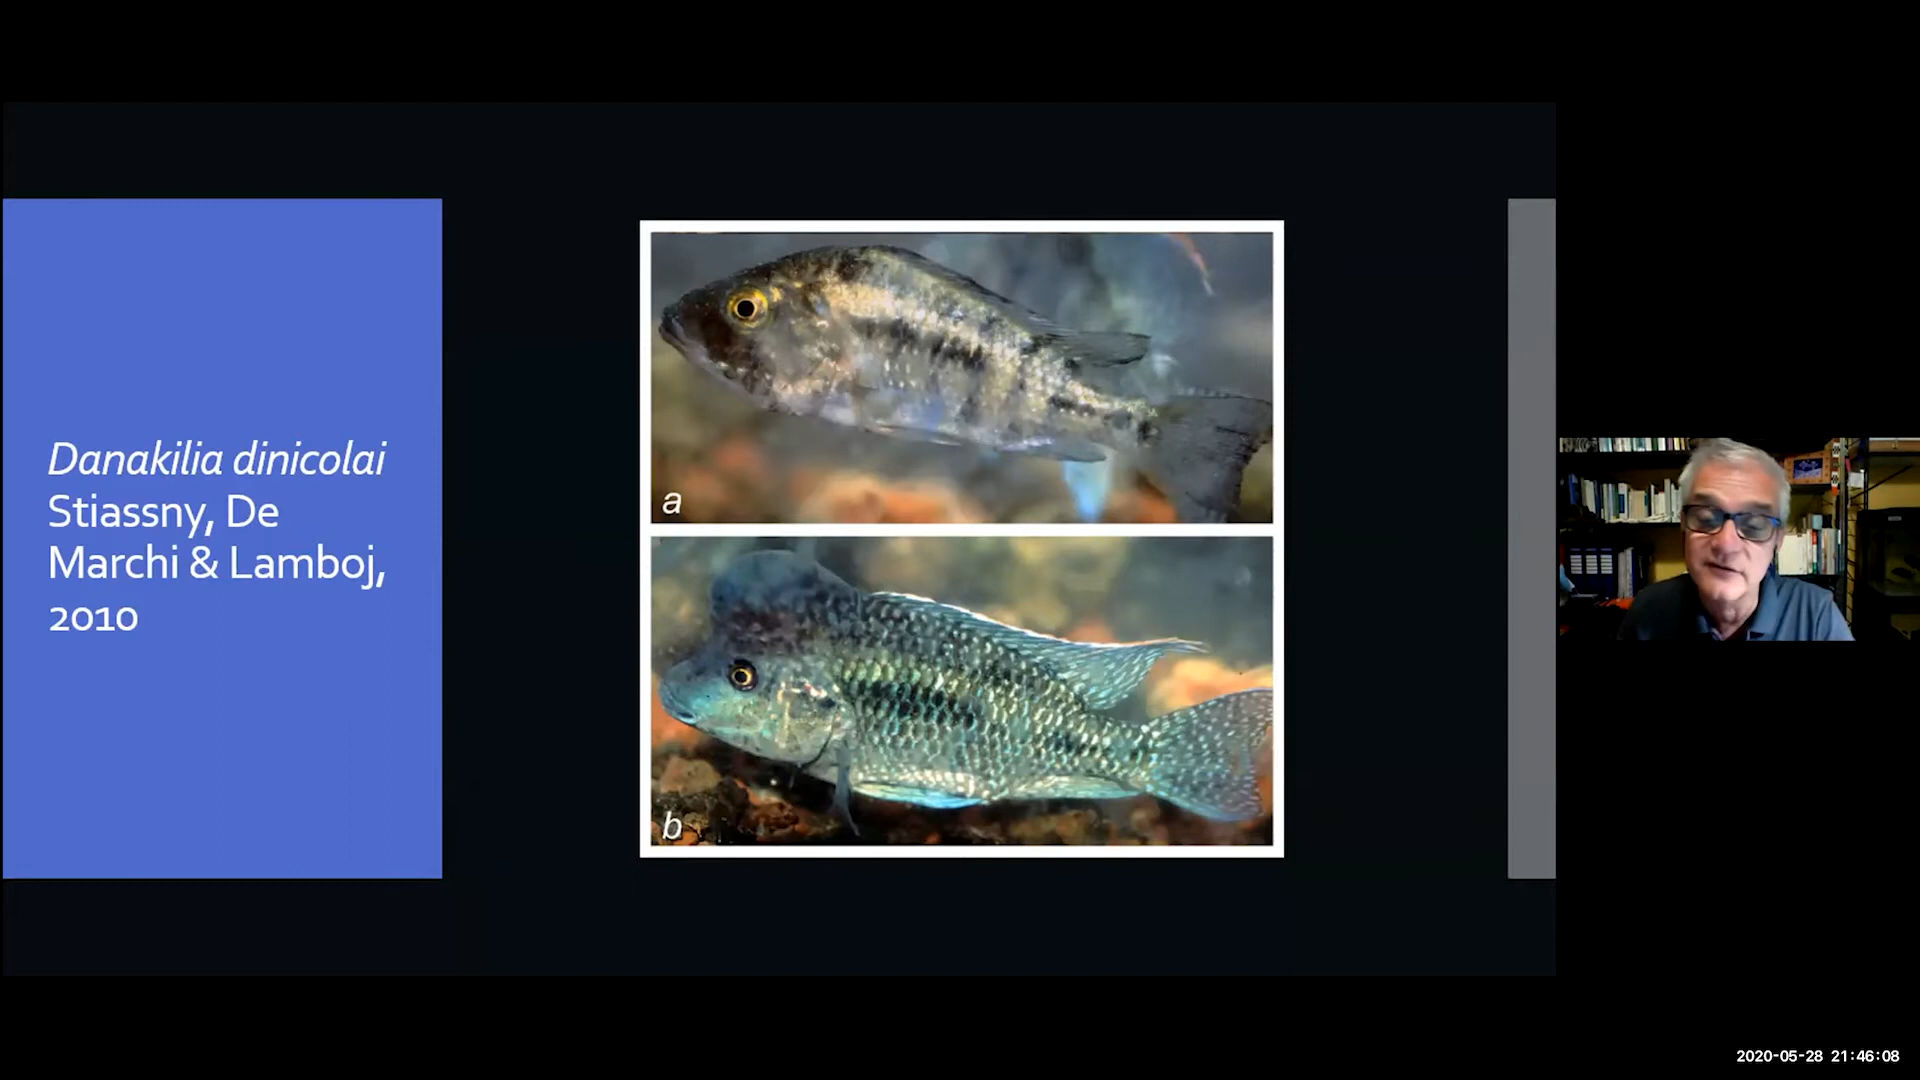 Danakilia dinicolai
Stiassny, De
Marchi & Lamboj,
2010
a
b
2020-05-28 21:46:08